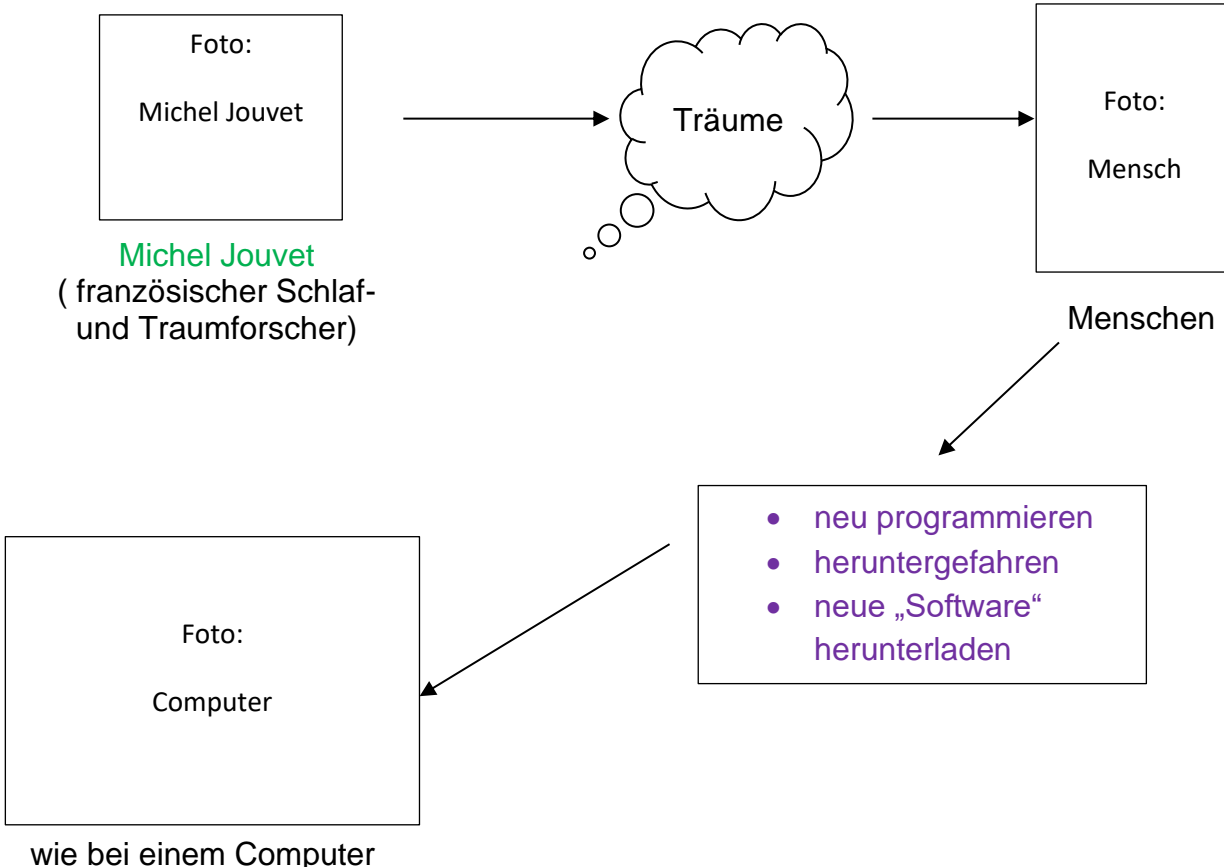 Foto:
Michel Jouvet
Michel Jouvet
( französischer Schlaf-
und Traumforscher)
Träume
Foto:
Mensch
Menschen
• neu programmieren
• heruntergefahren
• neue „Software“
herunterladen
Foto:
Computer
wie bei einem Computer